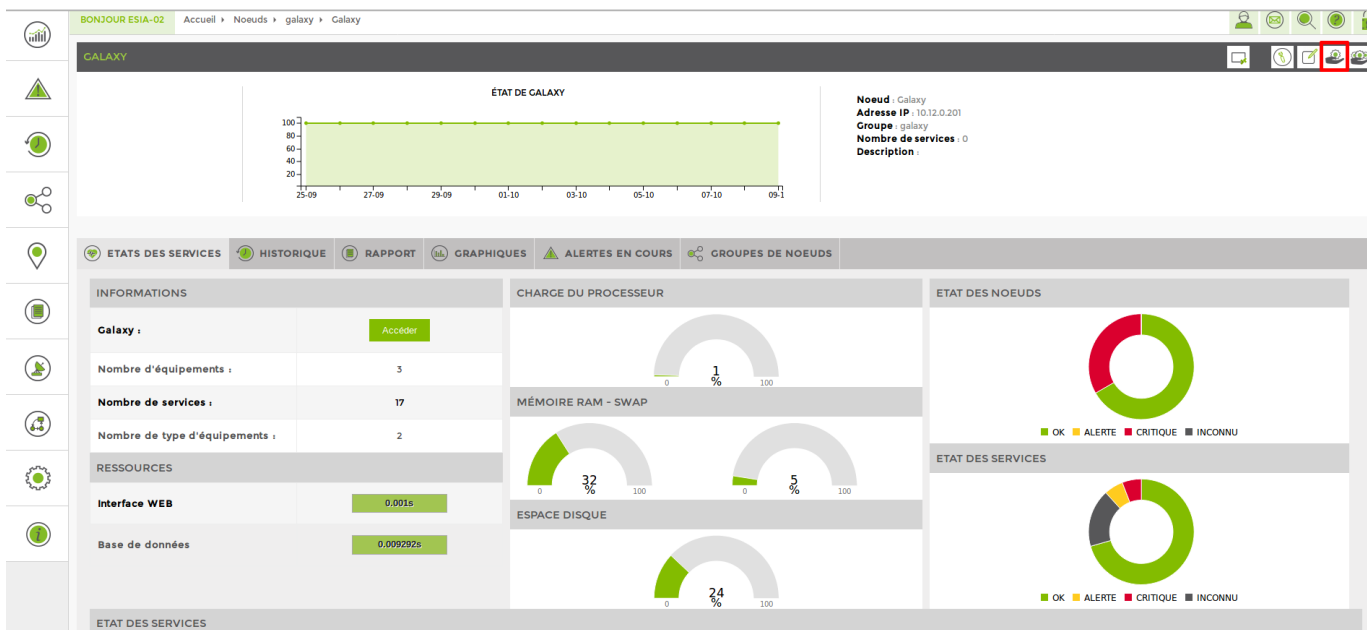 BONJOUR ESIA-02 Accueil Noeuds galaxy Galaxy
GALAXY
ÉTAT DE GALAXY
100
80
60
40
20
25-09 27-09 29-09 01-10 03-10 05-10 07-10 09-1
Noeud : Galaxy
Adresse IP : 10.12.0.201
Groupe : galaxy
Nombre de services : 0
Description :
ETATS DES SERVICES HISTORIQUE RAPPORT GRAPHIQUES ALERTES EN COURS GROUPES DE NOEUDS
INFORMATIONS
Galaxy : Accéder
Nombre d'équipements : 3
Nombre de services : 17
Nombre de type d'équipements : 2
RESSOURCES
Interface WEB 0.001s
Base de données 0.009292s
CHARGE DU PROCESSEUR
1
%
0 100
MÉMOIRE RAM - SWAP
32
%
0 100
5
%
0 100
ESPACE DISQUE
24
%
0 100
ETAT DES NOEUDS
OK ALERTE CRITIQUE INCONNU
ETAT DES SERVICES
OK ALERTE CRITIQUE INCONNU
ETAT DES SERVICES